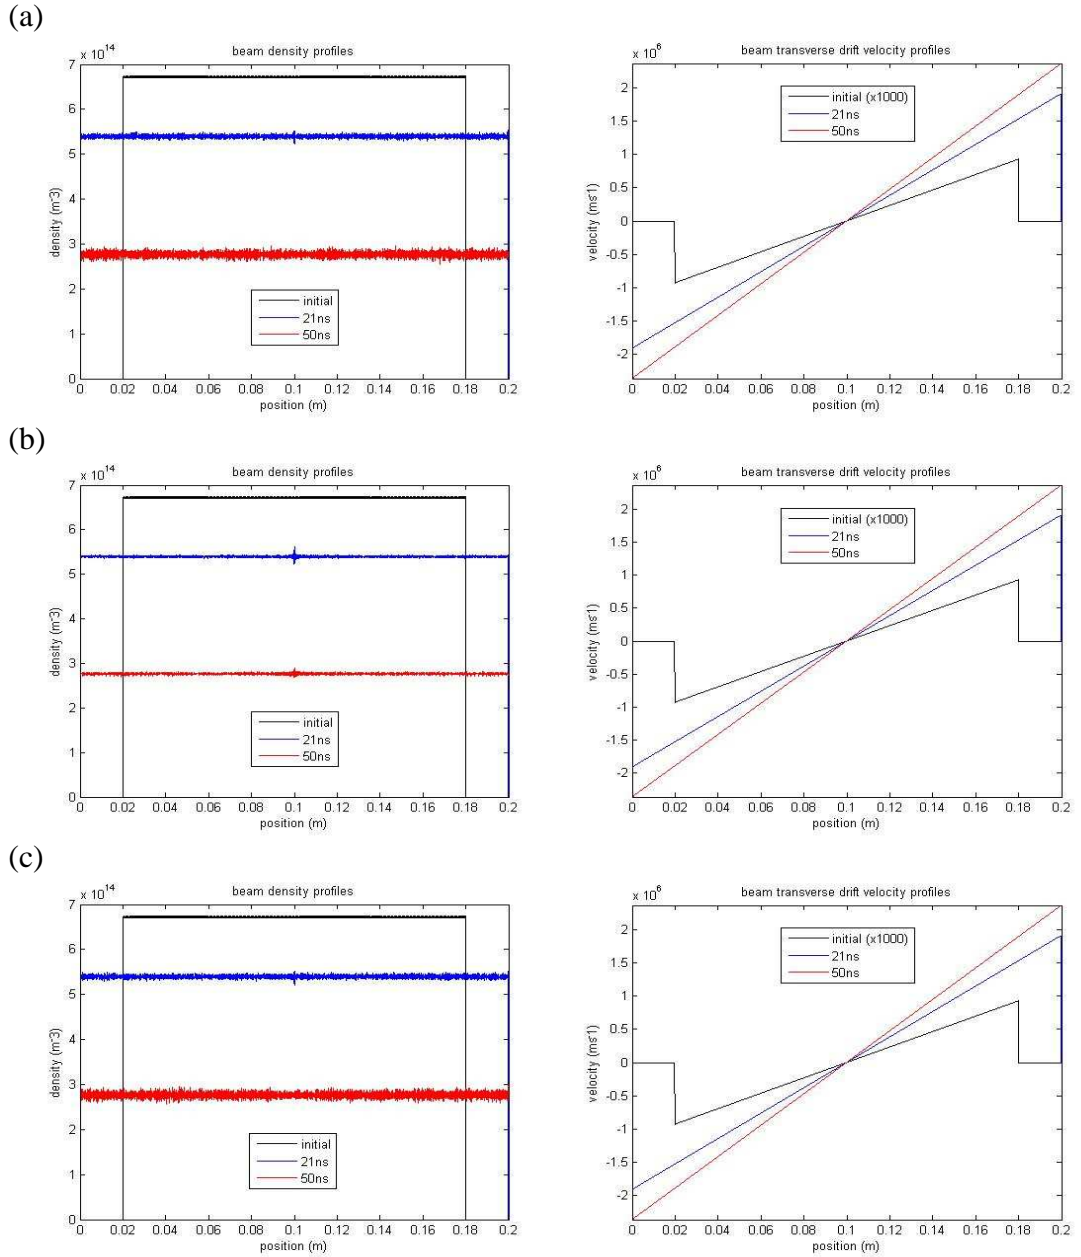 (a)
beam density profiles
x 10¹⁴
7
6
5
4
3
2
1
0
density (m⁻3)
initial
21ns
50ns
0 0.02 0.04 0.06 0.08 0.1 0.12 0.14 0.16 0.18 0.2
position (m)
beam transverse drift velocity profiles
x 10⁶
2
1.5
1
0.5
0
-0.5
-1
-1.5
-2
velocity (ms⁻¹)
initial (x1000)
21ns
50ns
0 0.02 0.04 0.06 0.08 0.1 0.12 0.14 0.16 0.18 0.2
position (m)
(b)
beam density profiles
x 10¹⁴
7
6
5
4
3
2
1
0
density (m⁻3)
initial
21ns
50ns
0 0.02 0.04 0.06 0.08 0.1 0.12 0.14 0.16 0.18 0.2
position (m)
beam transverse drift velocity profiles
x 10⁶
2
1.5
1
0.5
0
-0.5
-1
-1.5
-2
velocity (ms⁻¹)
initial (x1000)
21ns
50ns
0 0.02 0.04 0.06 0.08 0.1 0.12 0.14 0.16 0.18 0.2
position (m)
(c)
beam density profiles
x 10¹⁴
7
6
5
4
3
2
1
0
density (m⁻3)
initial
21ns
50ns
0 0.02 0.04 0.06 0.08 0.1 0.12 0.14 0.16 0.18 0.2
position (m)
beam transverse drift velocity profiles
x 10⁶
2
1.5
1
0.5
0
-0.5
-1
-1.5
-2
velocity (ms⁻¹)
initial (x1000)
21ns
50ns
0 0.02 0.04 0.06 0.08 0.1 0.12 0.14 0.16 0.18 0.2
position (m)